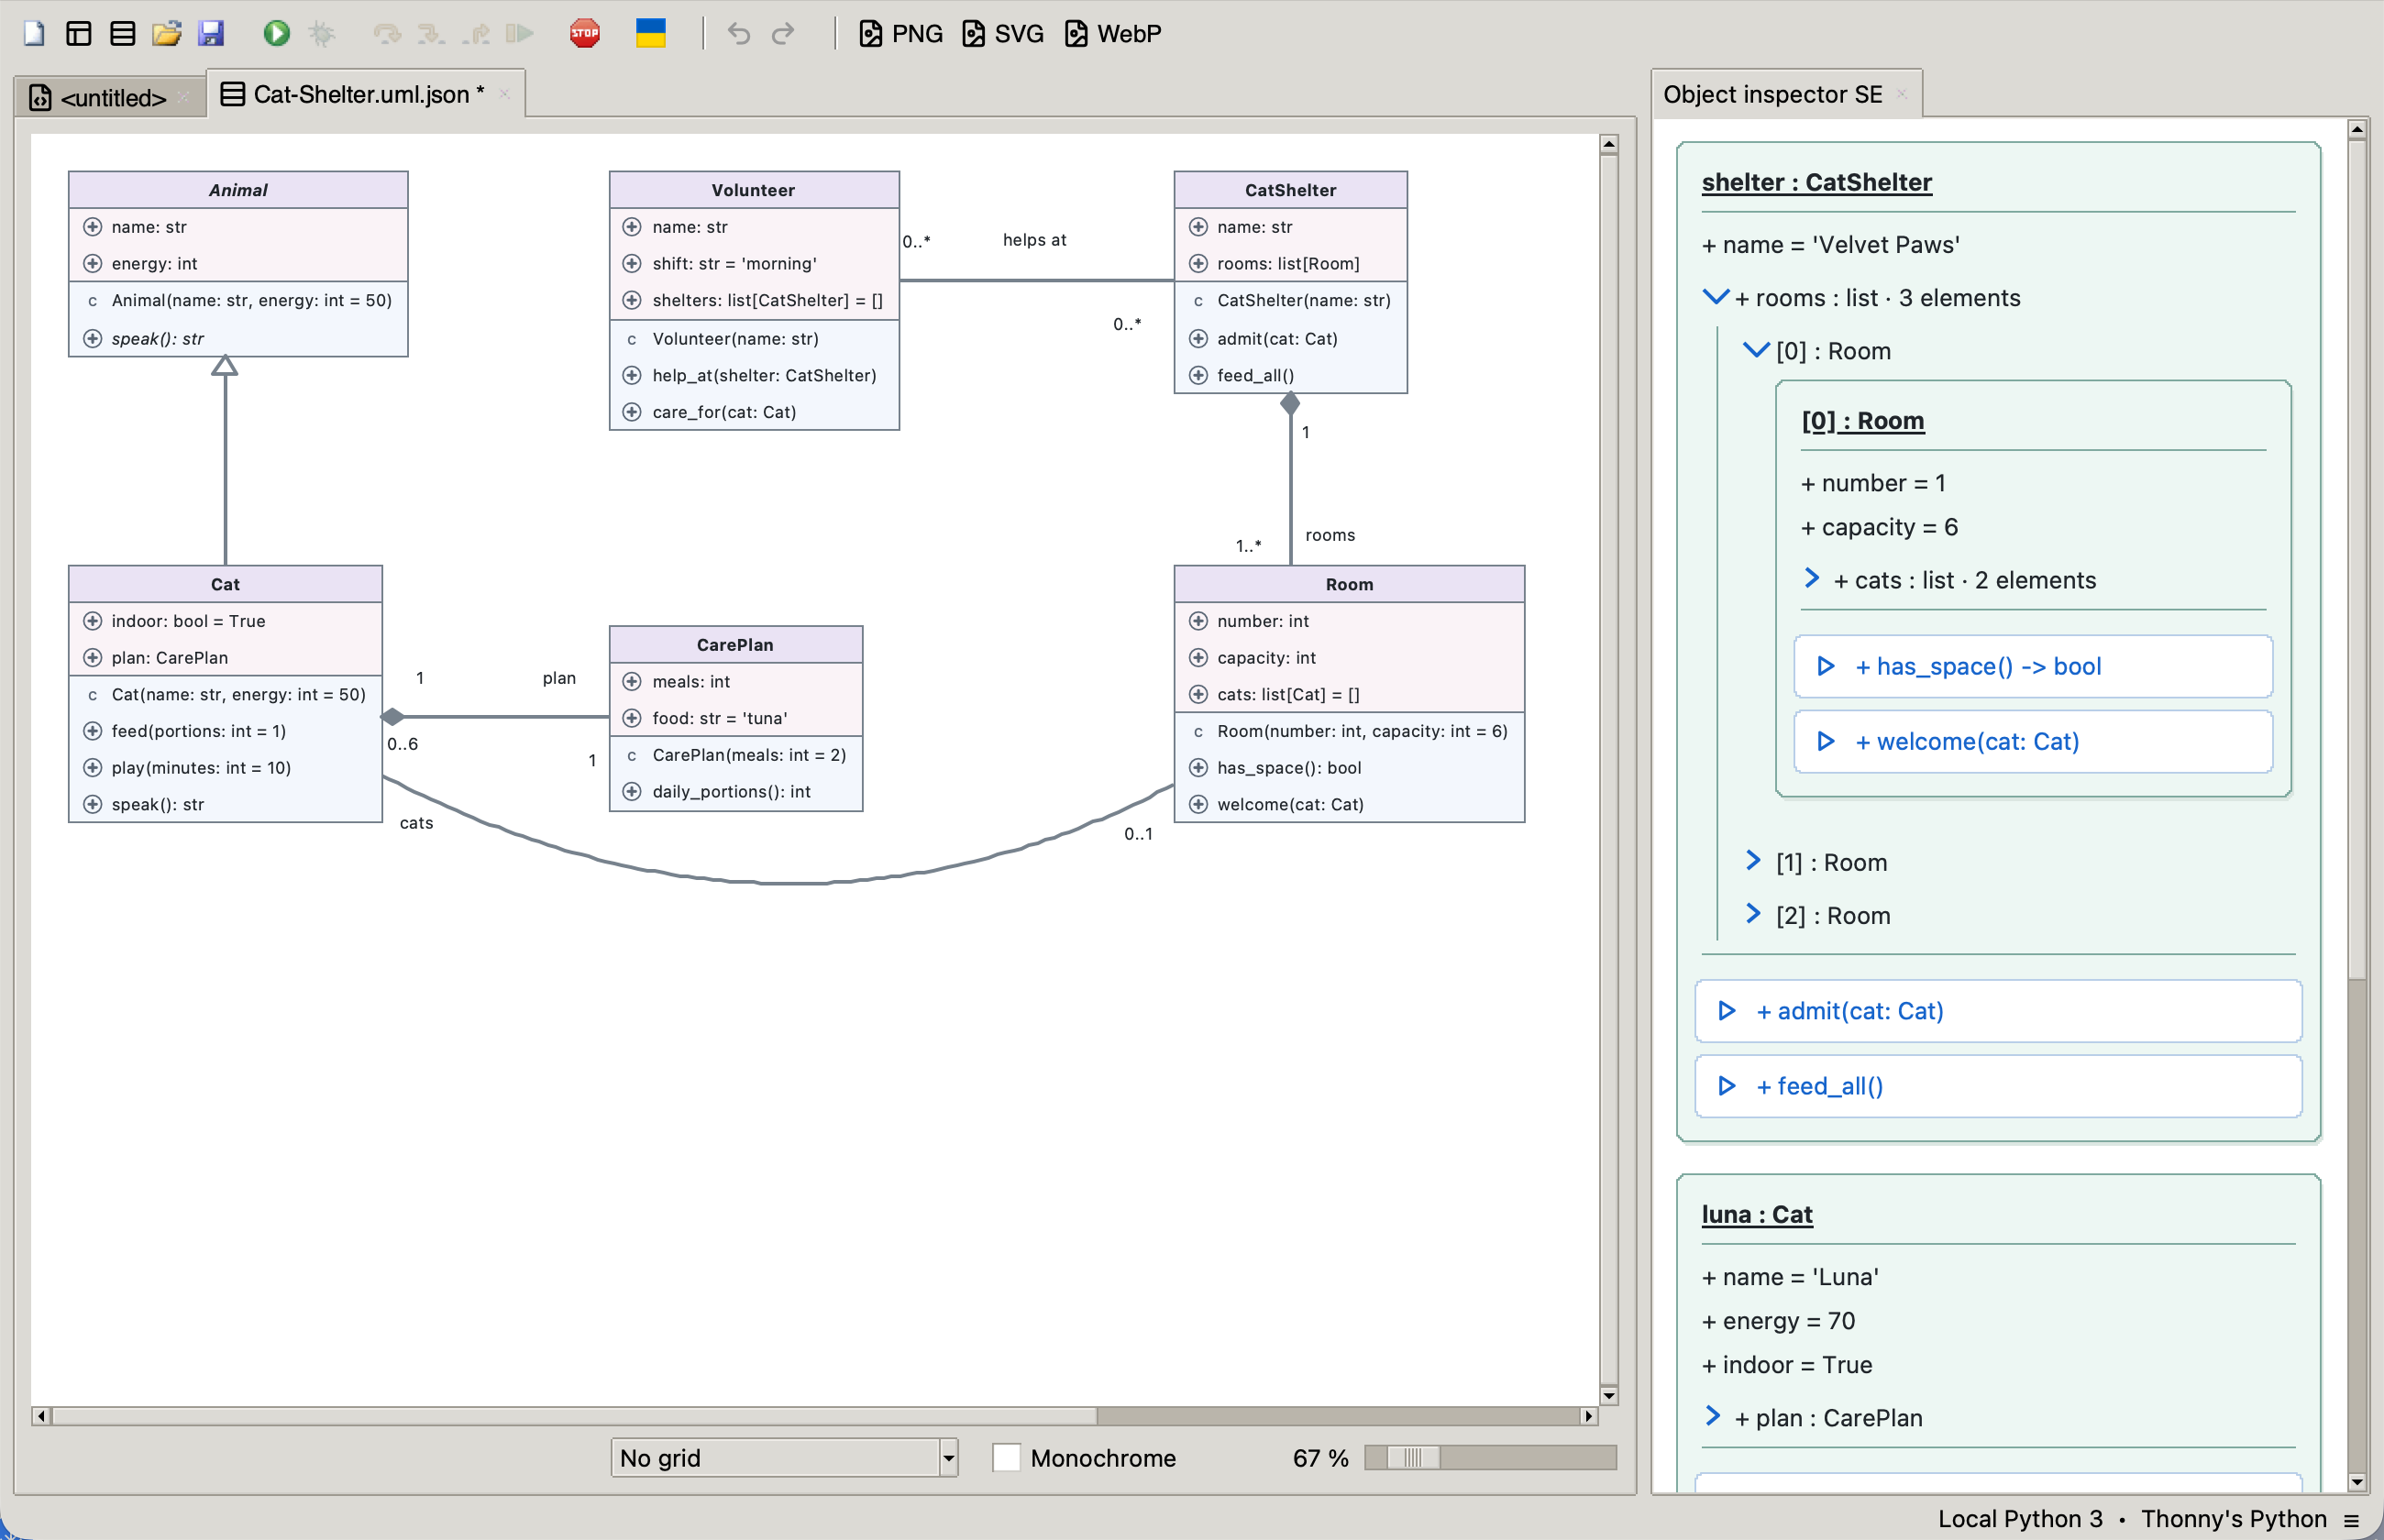 STOP
PNG
SVG
WebP
<untitled>
Cat-Shelter.uml.json *
Object inspector SE
Animal
name: str
energy: int
c Animal(name: str, energy: int = 50)
speak(): str
Volunteer
name: str
shift: str = 'morning'
shelters: list[CatShelter] = []
c Volunteer(name: str)
help_at(shelter: CatShelter)
care_for(cat: Cat)
0..*
helps at
0..*
CatShelter
name: str
rooms: list[Room]
c CatShelter(name: str)
admit(cat: Cat)
feed_all()
1
1..*
rooms
Cat
indoor: bool = True
plan: CarePlan
c Cat(name: str, energy: int = 50)
feed(portions: int = 1)
play(minutes: int = 10)
speak(): str
1
plan
0..6
1
cats
CarePlan
meals: int
food: str = 'tuna'
c CarePlan(meals: int = 2)
daily_portions(): int
Room
number: int
capacity: int
cats: list[Cat] = []
c Room(number: int, capacity: int = 6)
has_space(): bool
welcome(cat: Cat)
0..1
No grid
Monochrome
67 %
shelter : CatShelter
+ name = 'Velvet Paws'
+ rooms : list · 3 elements
[0] : Room
[0] : Room
+ number = 1
+ capacity = 6
+ cats : list · 2 elements
+ has_space() -> bool
+ welcome(cat: Cat)
[1] : Room
[2] : Room
+ admit(cat: Cat)
+ feed_all()
luna : Cat
+ name = 'Luna'
+ energy = 70
+ indoor = True
+ plan : CarePlan
Local Python 3 • Thonny's Python ≡